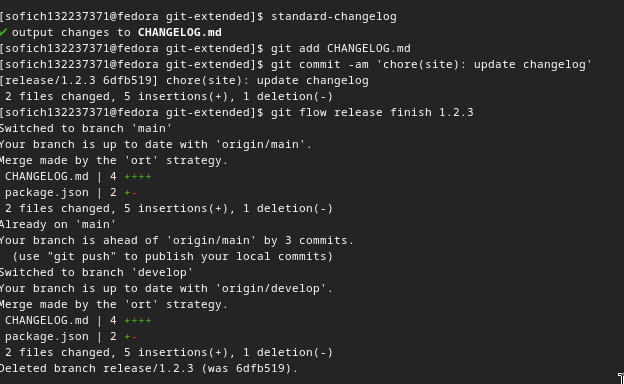 [sofich132237371@fedora git-extended]$ standard-changelog
✔ output changes to CHANGELOG.md
[sofich132237371@fedora git-extended]$ git add CHANGELOG.md
[sofich132237371@fedora git-extended]$ git commit -am 'chore(site): update changelog'
[release/1.2.3 6dfb519] chore(site): update changelog
 2 files changed, 5 insertions(+), 1 deletion(-)
[sofich132237371@fedora git-extended]$ git flow release finish 1.2.3
Switched to branch 'main'
Your branch is up to date with 'origin/main'.
Merge made by the 'ort' strategy.
 CHANGELOG.md | 4 ++++
 package.json | 2 +-
 2 files changed, 5 insertions(+), 1 deletion(-)
Already on 'main'
Your branch is ahead of 'origin/main' by 3 commits.
  (use "git push" to publish your local commits)
Switched to branch 'develop'
Your branch is up to date with 'origin/develop'.
Merge made by the 'ort' strategy.
 CHANGELOG.md | 4 ++++
 package.json | 2 +-
 2 files changed, 5 insertions(+), 1 deletion(-)
Deleted branch release/1.2.3 (was 6dfb519).